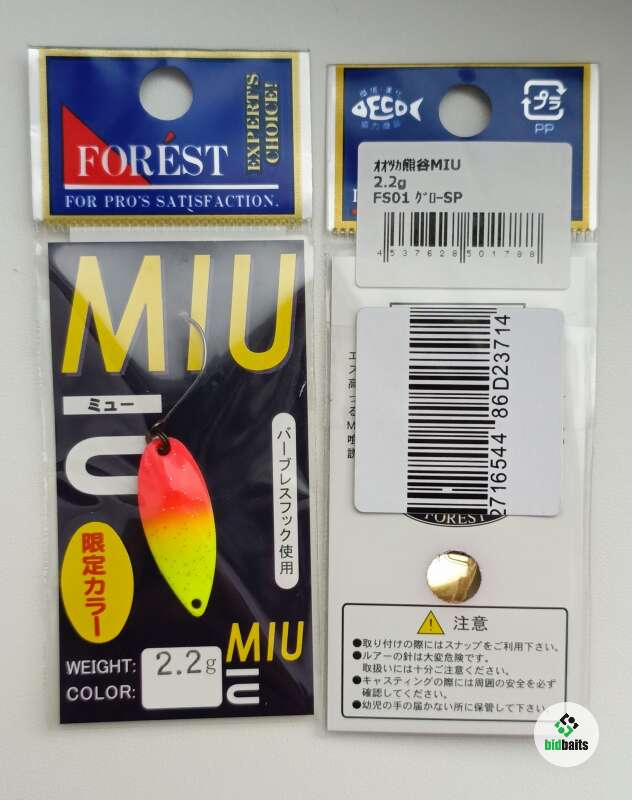 FORÉST
EXPERT'S
CHOICE!
FOR PRO'S SATISFACTION.
MIU
ミュー
バーブレスフック使用
限定カラー
MIU
WEIGHT: 2.2g
COLOR:
ECO
プラ
PP
ｵｵﾂｶ熊谷MIU
2.2g
FS01 ｸﾞﾛｰSP
4537628501788
2716544 86D23714
FOREST
注意
●取り付けの際にはスナップをご利用下さい。
●ルアーの針は大変危険です。
取扱いには十分ご注意ください。
●キャスティングの際には周囲の安全を必ず
確認してください。
●幼児の手の届かない所に保管して下さい。
bidbaits